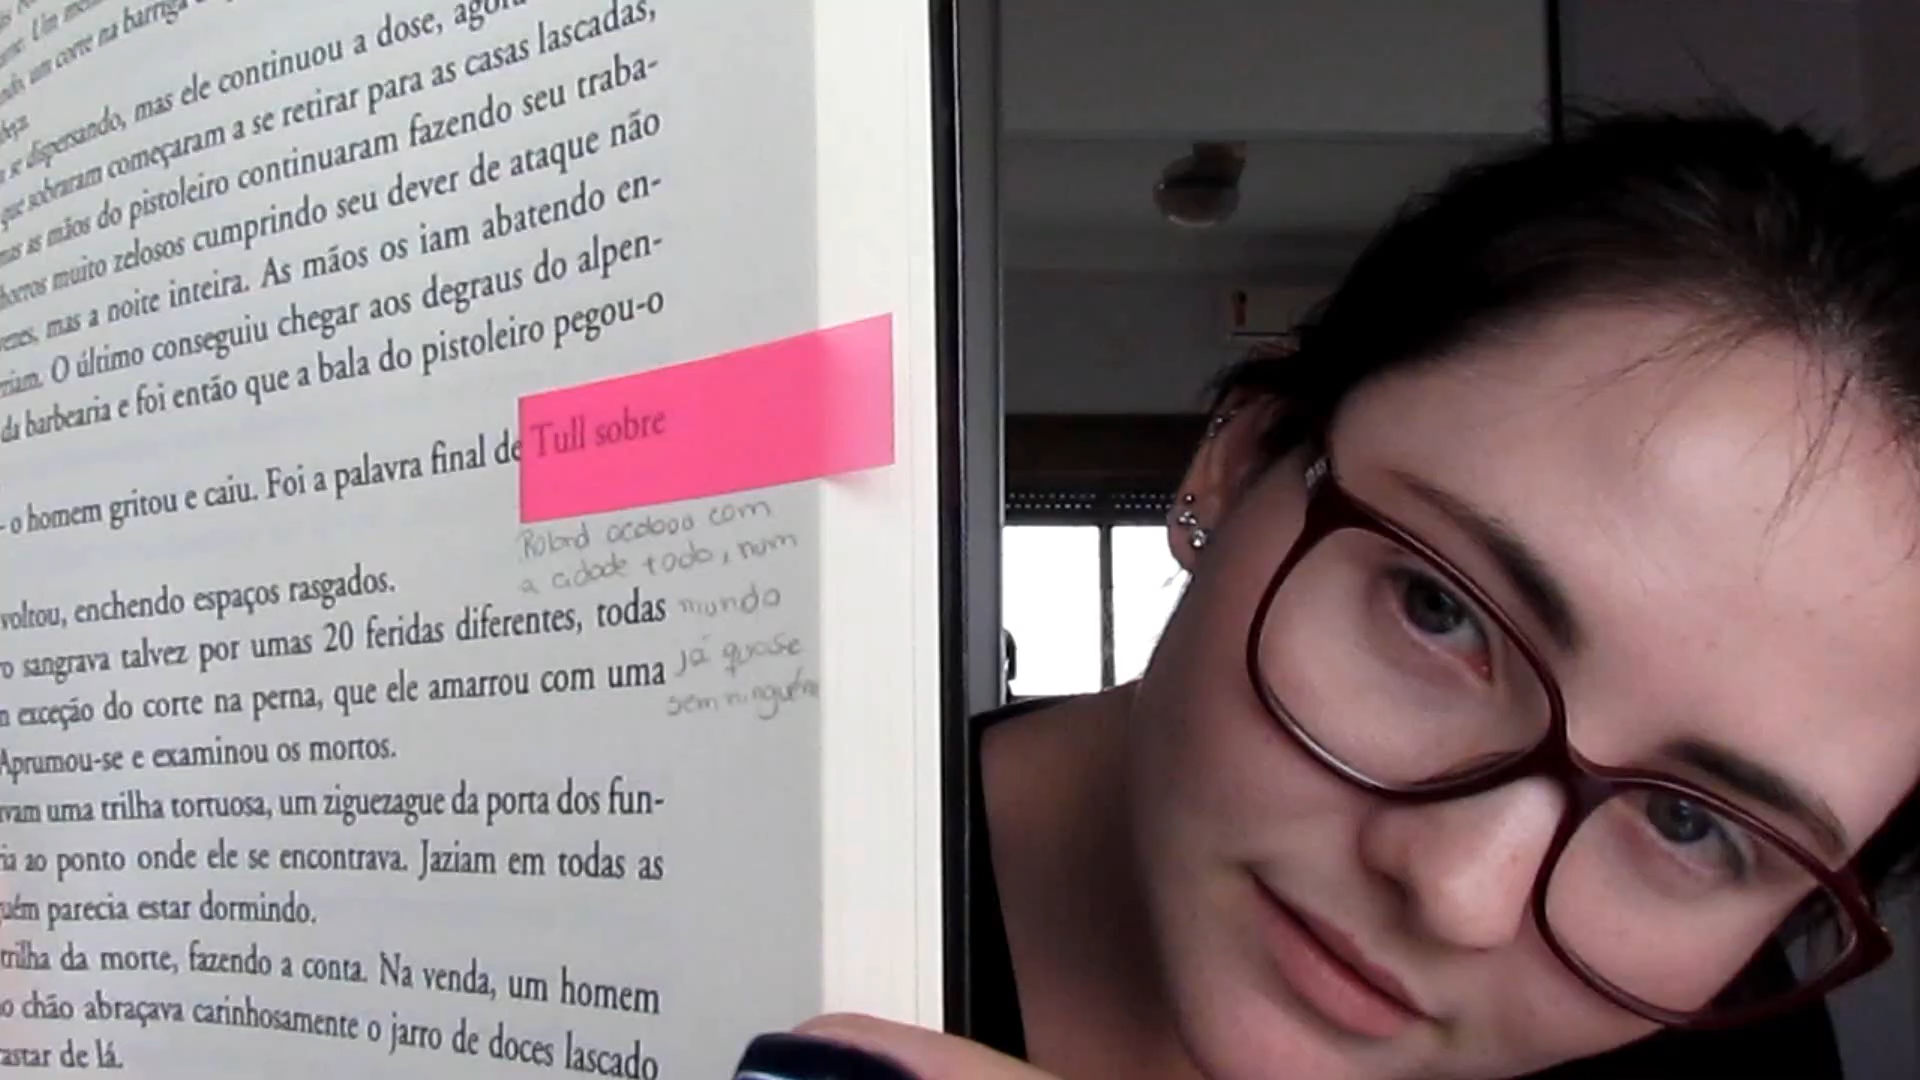 um corte na barriga
dispersando, mas ele continuou a dose, agora
que sobraram começaram a se retirar para as casas lascadas,
mas as mãos do pistoleiro continuaram fazendo seu traba-
muito zelosos cumprindo seu dever de ataque não
mas a noite inteira. As mãos os iam abatendo en-
O último conseguiu chegar aos degraus do alpen-
da barbearia e foi então que a bala do pistoleiro pegou-o
- o homem gritou e caiu. Foi a palavra final de Tull sobre
Roland acabou com
a cidade toda, num
mundo
já quase
sem ninguém
voltou, enchendo espaços rasgados.
o sangrava talvez por umas 20 feridas diferentes, todas
exceção do corte na perna, que ele amarrou com uma
Aprumou-se e examinou os mortos.
vam uma trilha tortuosa, um ziguezague da porta dos fun-
ia ao ponto onde ele se encontrava. Jaziam em todas as
uém parecia estar dormindo.
trilha da morte, fazendo a conta. Na venda, um homem
o chão abraçava carinhosamente o jarro de doces lascado
astar de lá.